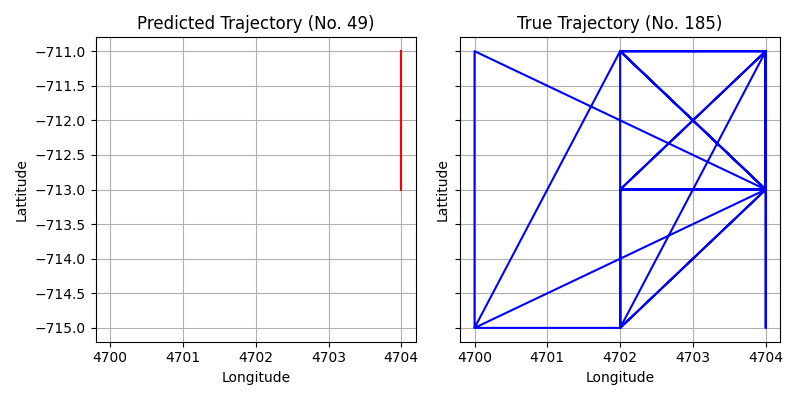 Predicted Trajectory (No. 49)
Lattitude
−711.0
−711.5
−712.0
−712.5
−713.0
−713.5
−714.0
−714.5
−715.0
4700 4701 4702 4703 4704
Longitude
True Trajectory (No. 185)
Lattitude
4700 4701 4702 4703 4704
Longitude